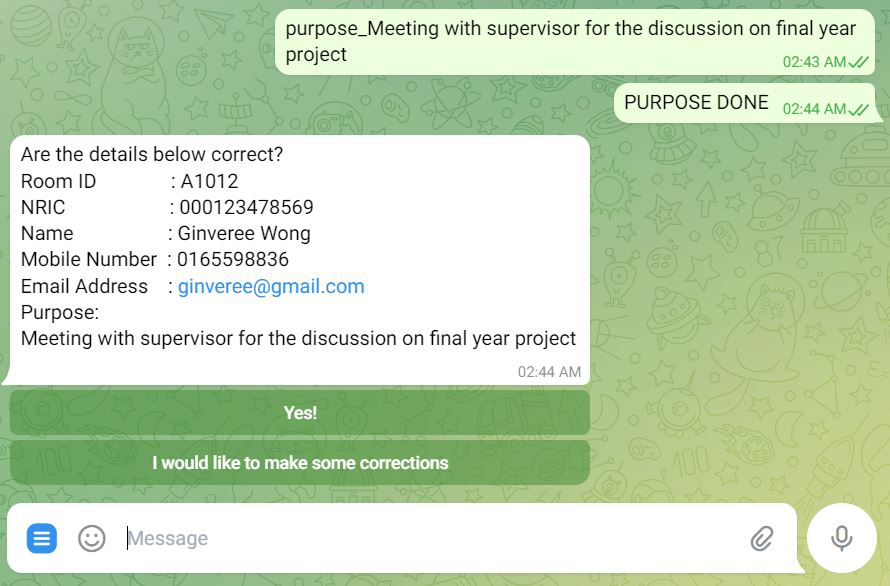 purpose_Meeting with supervisor for the discussion on final year
project
02:43 AM
PURPOSE DONE 02:44 AM
Are the details below correct?
Room ID : A1012
NRIC : 000123478569
Name : Ginveree Wong
Mobile Number : 0165598836
Email Address : ginveree@gmail.com
Purpose:
Meeting with supervisor for the discussion on final year project
02:44 AM
Yes!
I would like to make some corrections
Message